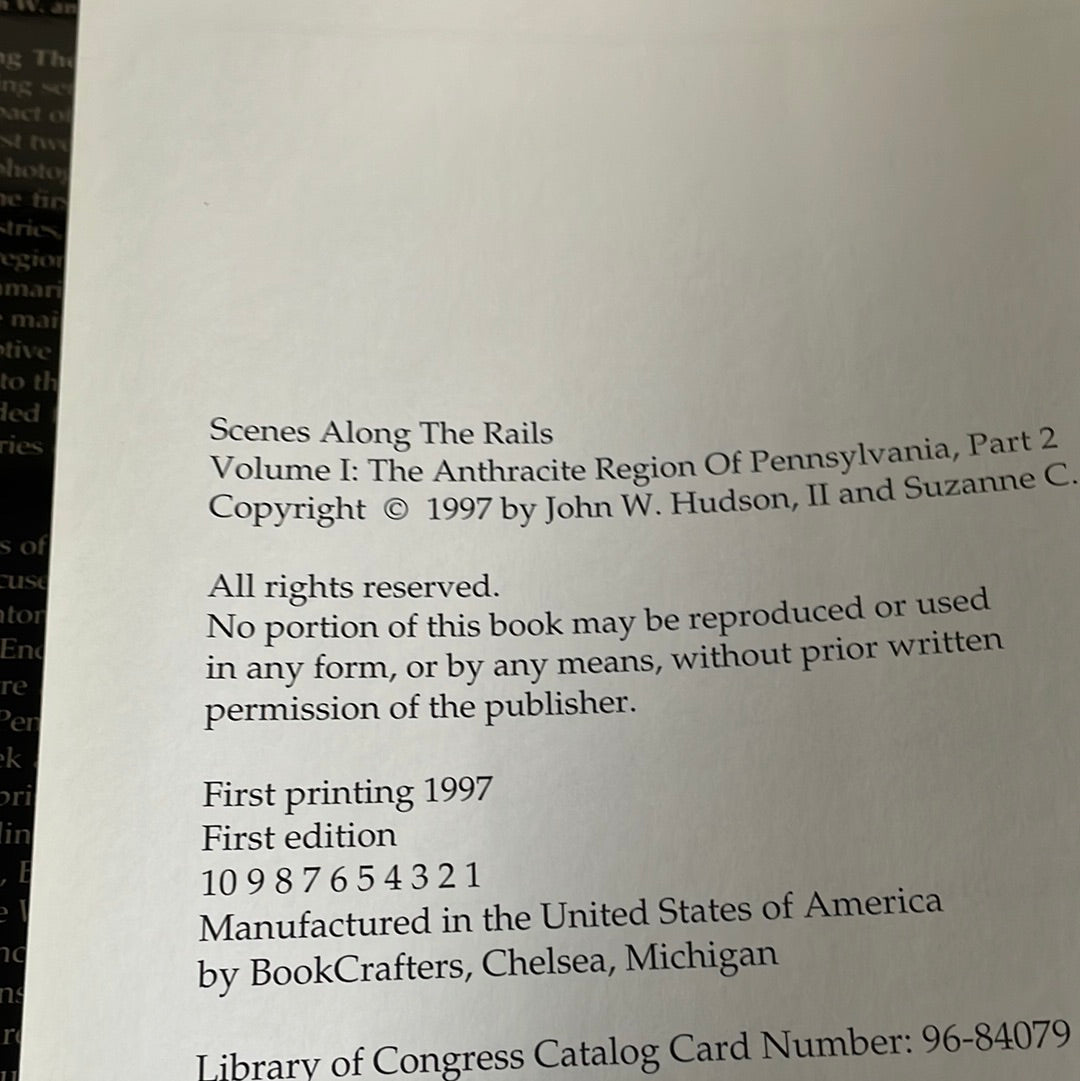 Scenes Along The Rails
Volume I: The Anthracite Region Of Pennsylvania, Part 2
Copyright © 1997 by John W. Hudson, II and Suzanne C.
All rights reserved.
No portion of this book may be reproduced or used
in any form, or by any means, without prior written
permission of the publisher.
First printing 1997
First edition
10 9 8 7 6 5 4 3 2 1
Manufactured in the United States of America
by BookCrafters, Chelsea, Michigan
Library of Congress Catalog Card Number: 96-84079